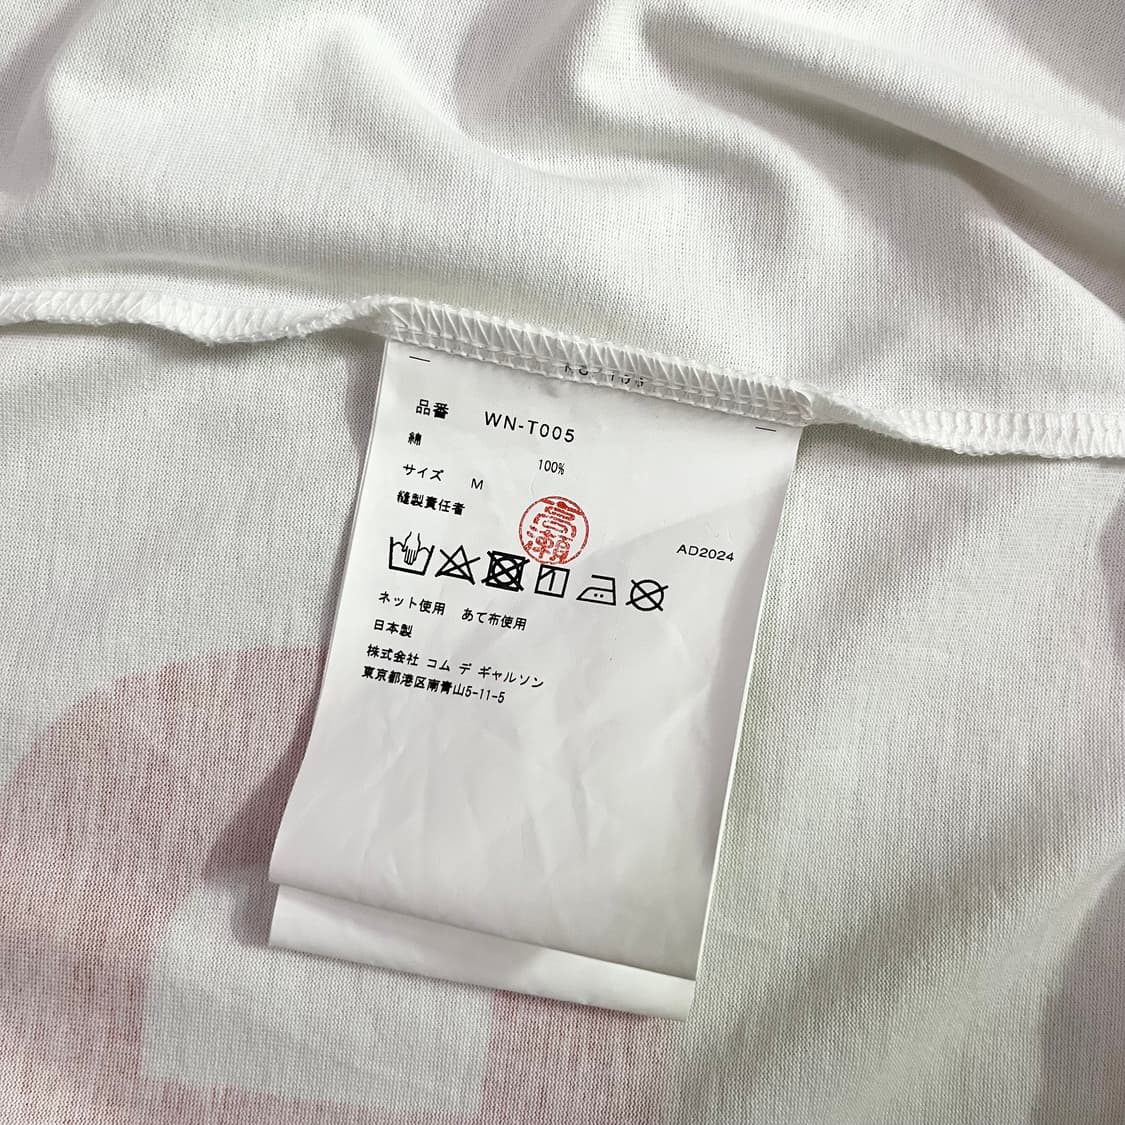 品番 WN-T005
綿 100%
サイズ M
縫製責任者
AD2024
ネット使用 あて布使用
日本製
株式会社 コム デ ギャルソン
東京都港区南青山5-11-5